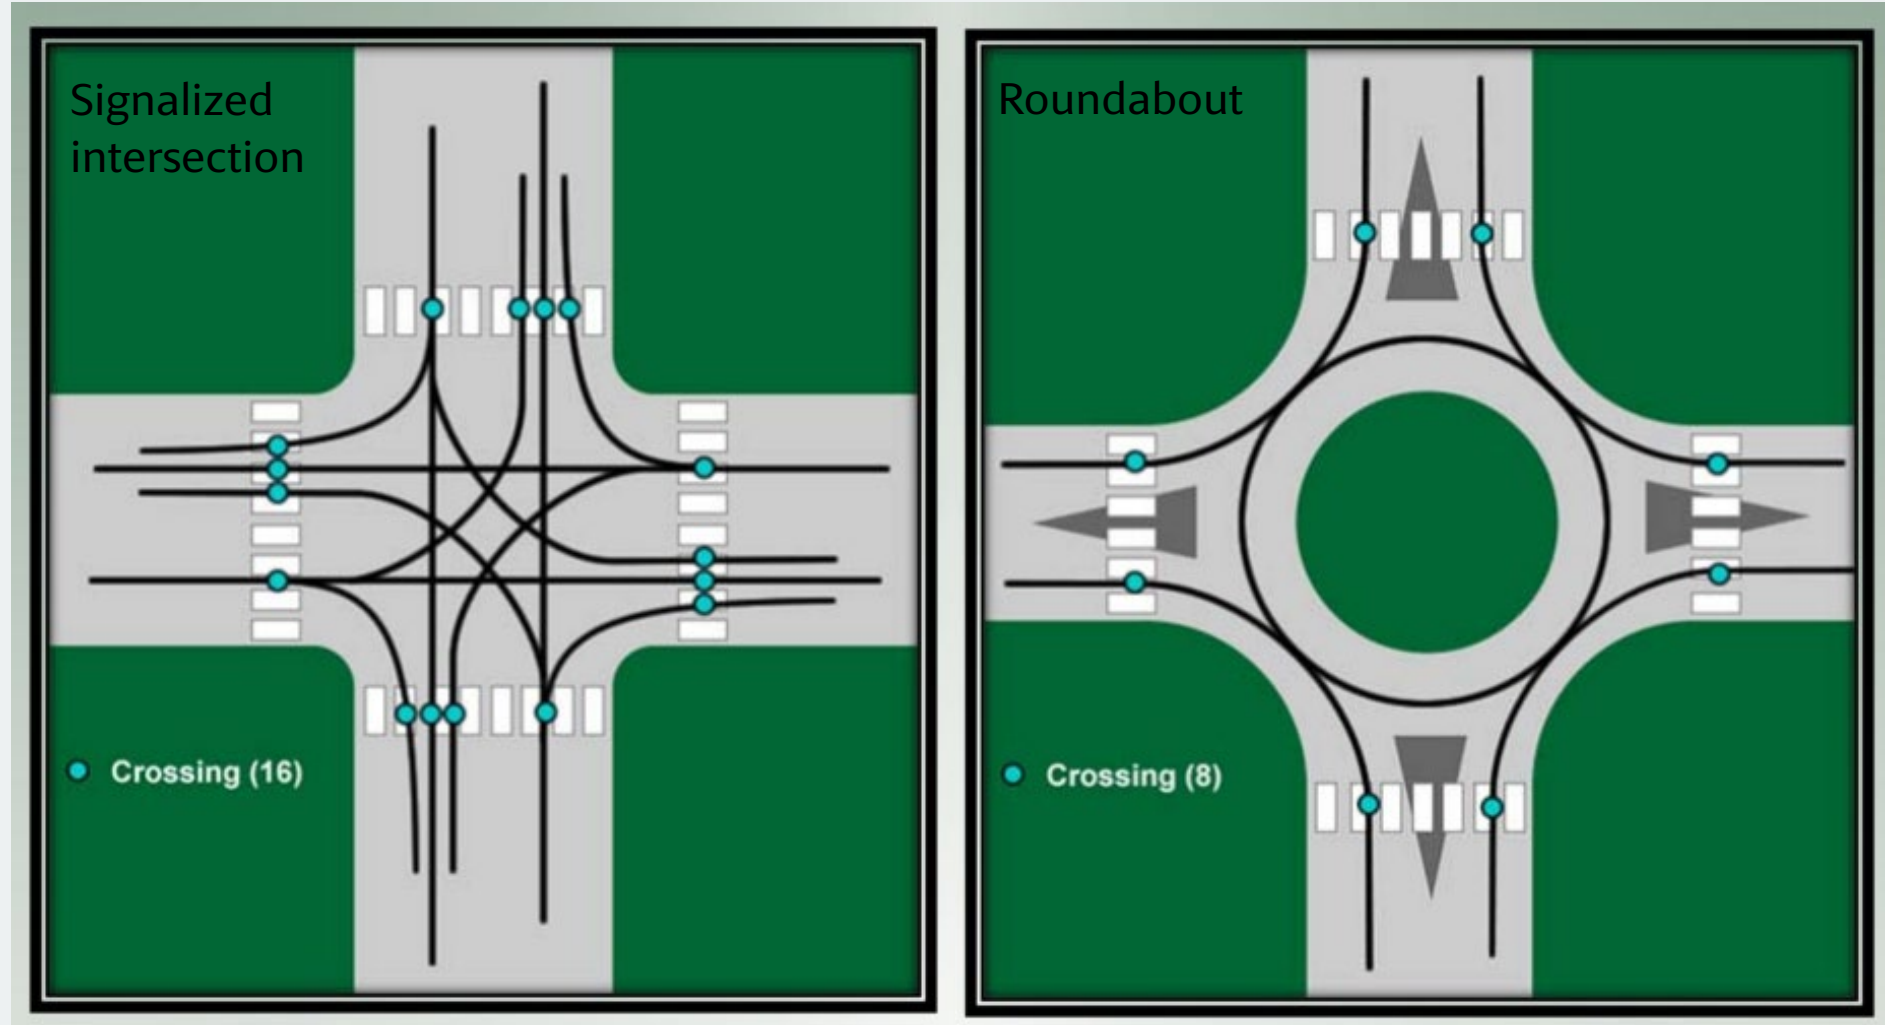 Signalized
intersection
Crossing (16)
Roundabout
Crossing (8)